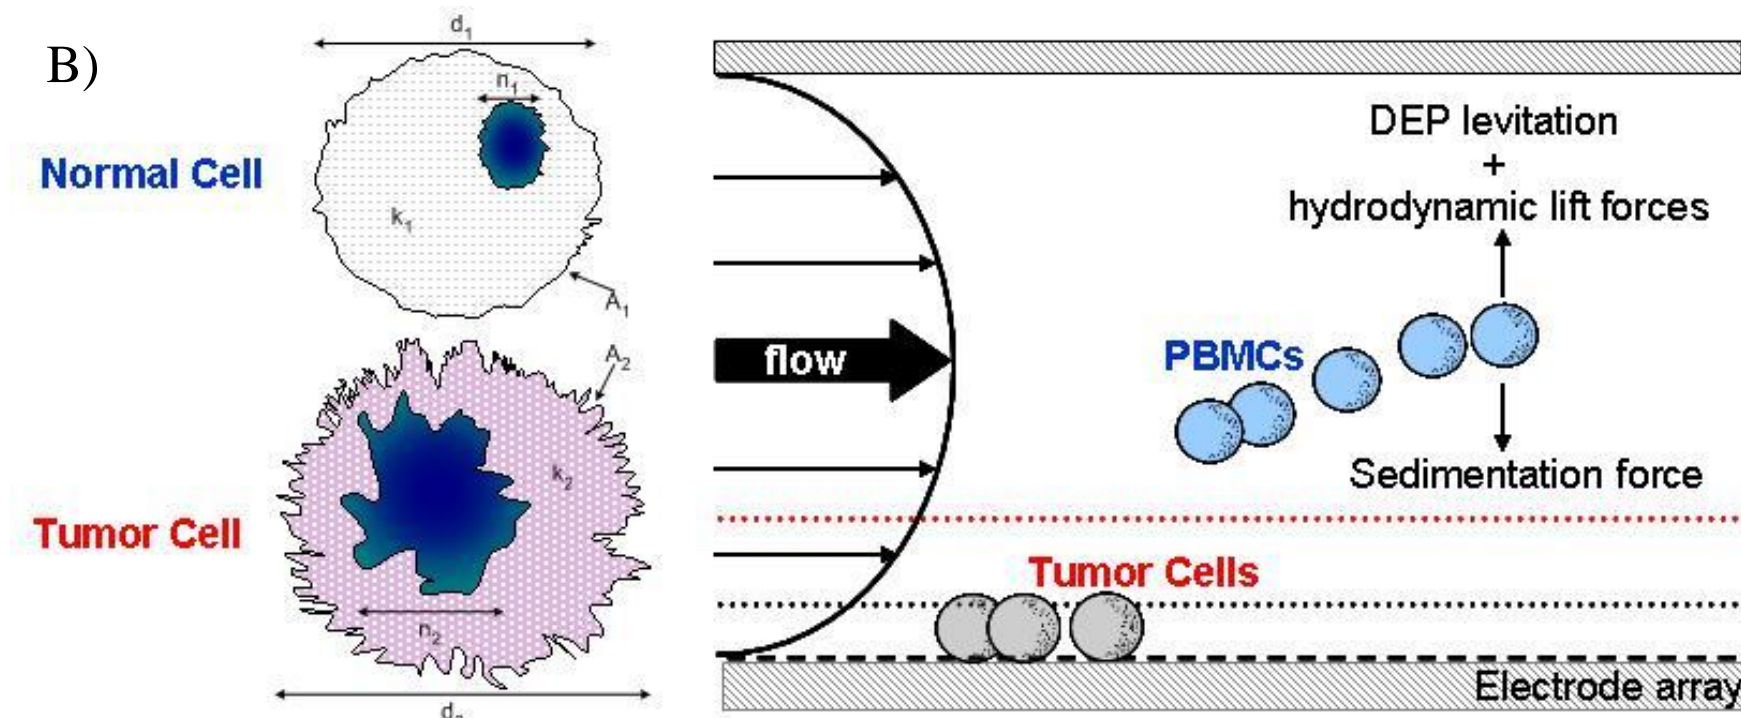 B)
d₁
n₁
Normal Cell
k₁
A₁
A₂
k₂
Tumor Cell
n₂
flow
DEP levitation
+
hydrodynamic lift forces
PBMCs
Sedimentation force
Tumor Cells
Electrode array